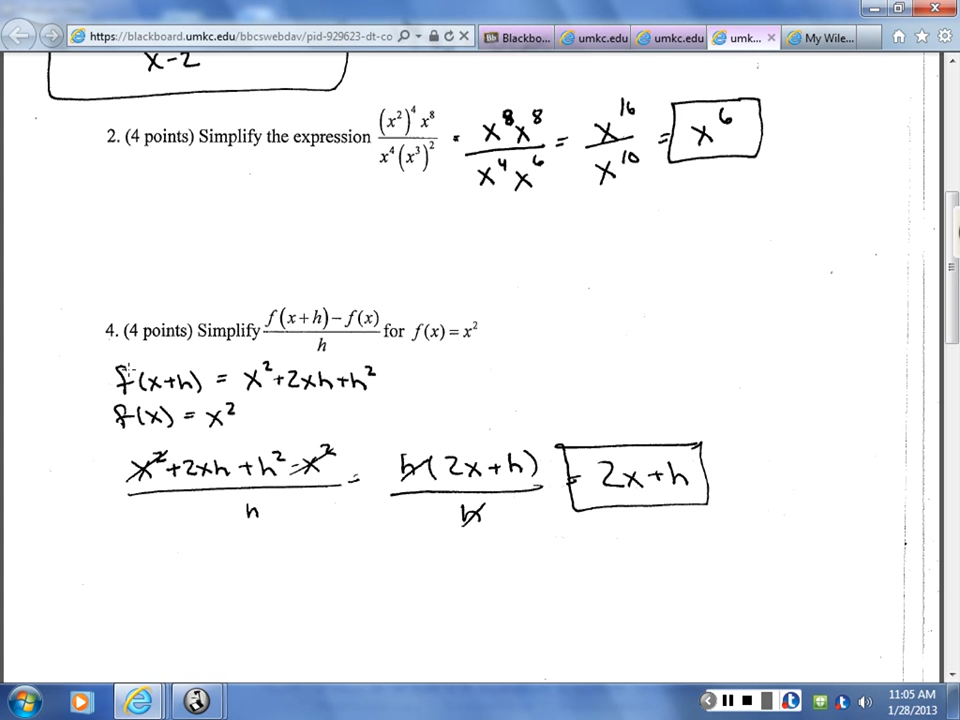 https://blackboard.umkc.edu/bbcswebdav/pid-929623-dt-co
Blackbo...
umkc.edu
umkc.edu
umk...
My Wile...
x-2
2. (4 points) Simplify the expression (x²)⁴ x⁸ / x⁴(x³)² = x⁸x⁸ / x⁴x⁶ = x¹⁶ / x¹⁰ = x⁶
4. (4 points) Simplify f(x+h)−f(x) / h for f(x)=x²
f(x+h) = x²+2xh+h²
f(x) = x²
x²+2xh+h²-x² / h = h(2x+h) / h = 2x+h
11:05 AM
1/28/2013